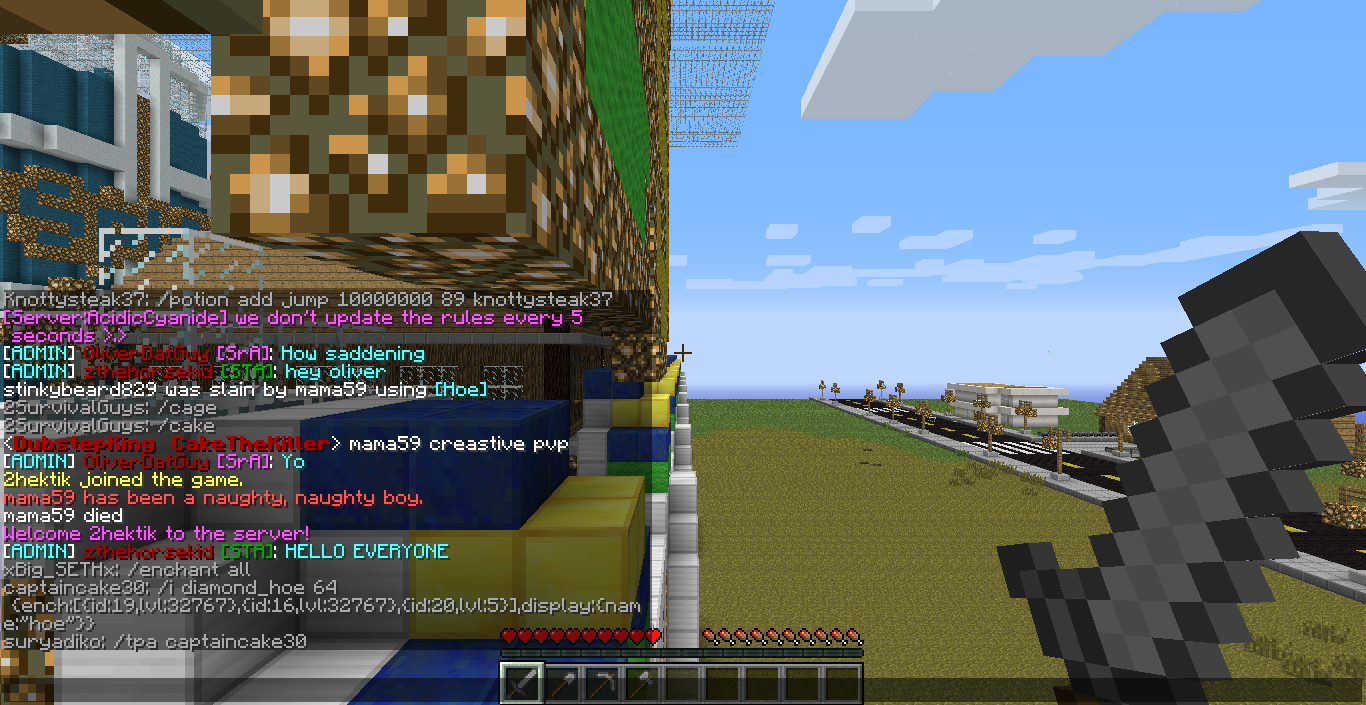 Knottysteak37: /potion add jump 10000000 89 knottysteak37
[Server:AcidicCyanide] we don't update the rules every 5
seconds >.>
[ADMIN] OliverDatGuy [SrA]: How saddening
[ADMIN] zthehorsekid [STA]: hey oliver
stinkybeard829 was slain by mama59 using [Hoe]
2SurvivalGuys: /cage
2SurvivalGuys: /cake
<DubstepKing_CakeTheKiller> mama59 creastive pvp
[ADMIN] OliverDatGuy [SrA]: Yo
2hektik joined the game.
mama59 has been a naughty, naughty boy.
mama59 died
Welcome 2hektik to the server!
[ADMIN] zthehorsekid [STA]: HELLO EVERYONE
xBig_SETHx: /enchant all
captaincake30: /i diamond_hoe 64
{ench:[{id:19,lvl:32767},{id:16,lvl:32767},{id:20,lvl:5}],display:{nam
e:"hoe"}}
suryadiko: /tpa captaincake30